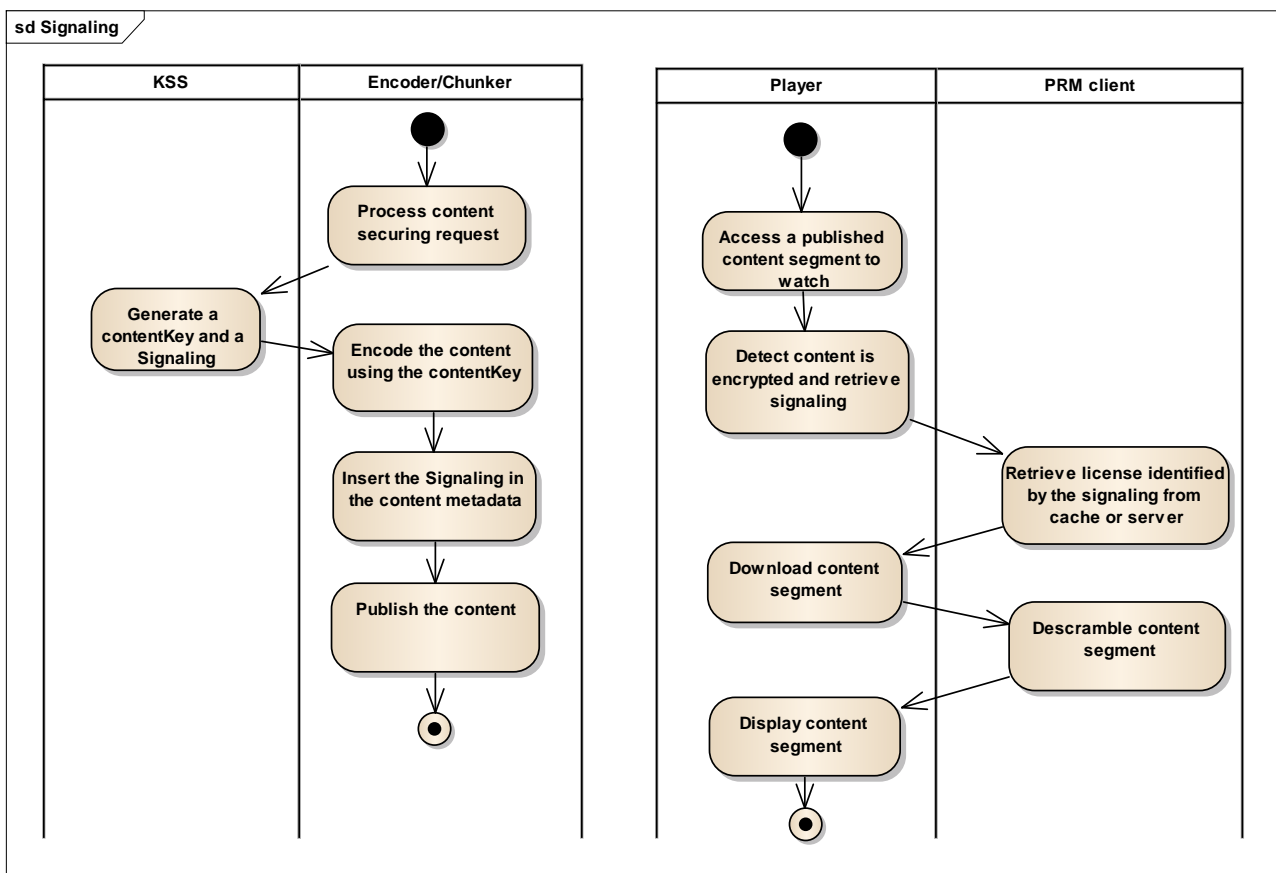 sd Signaling
KSS
Encoder/Chunker
Process content
securing request
Generate a
contentKey and a
Signaling
Encode the content
using the contentKey
Insert the Signaling in
the content metadata
Publish the content
Player
PRM client
Access a published
content segment to
watch
Detect content is
encrypted and retrieve
signaling
Retrieve license identified
by the signaling from
cache or server
Download content
segment
Descramble content
segment
Display content
segment